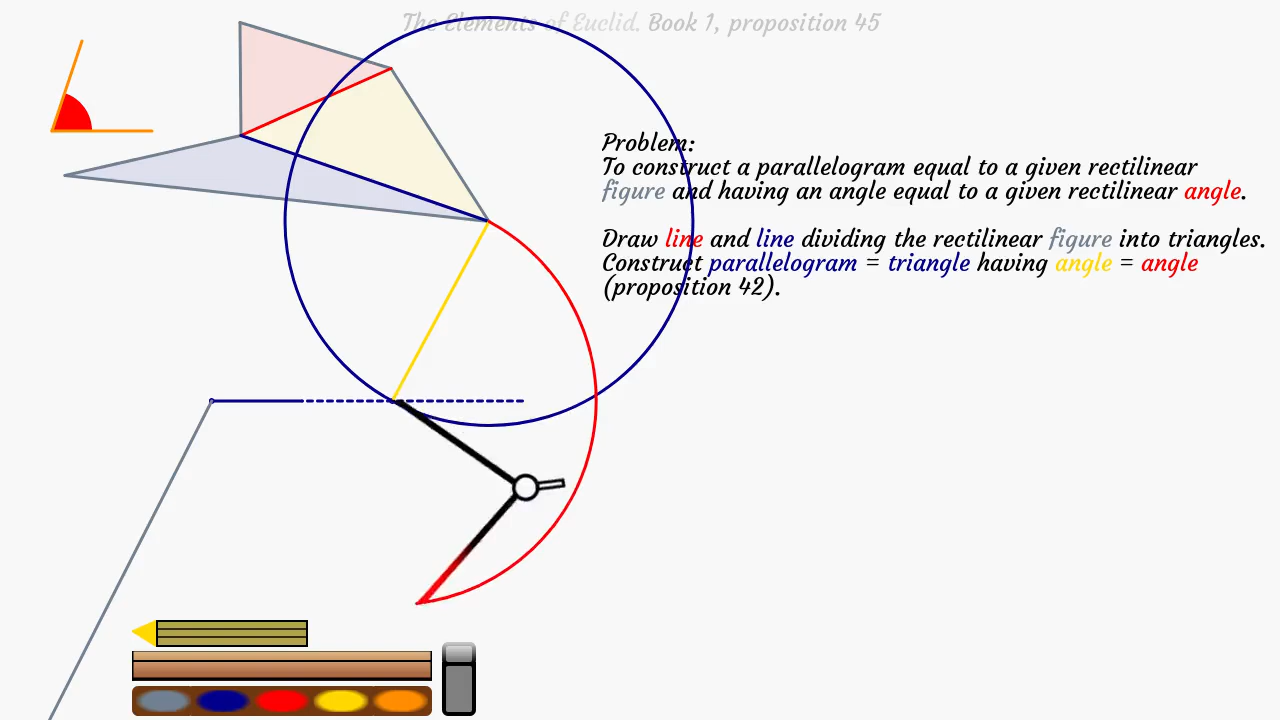 The Elements of Euclid. Book 1, proposition 45
Problem:
To construct a parallelogram equal to a given rectilinear
figure and having an angle equal to a given rectilinear angle.
Draw line and line dividing the rectilinear figure into triangles.
Construct parallelogram = triangle having angle = angle
(proposition 42).